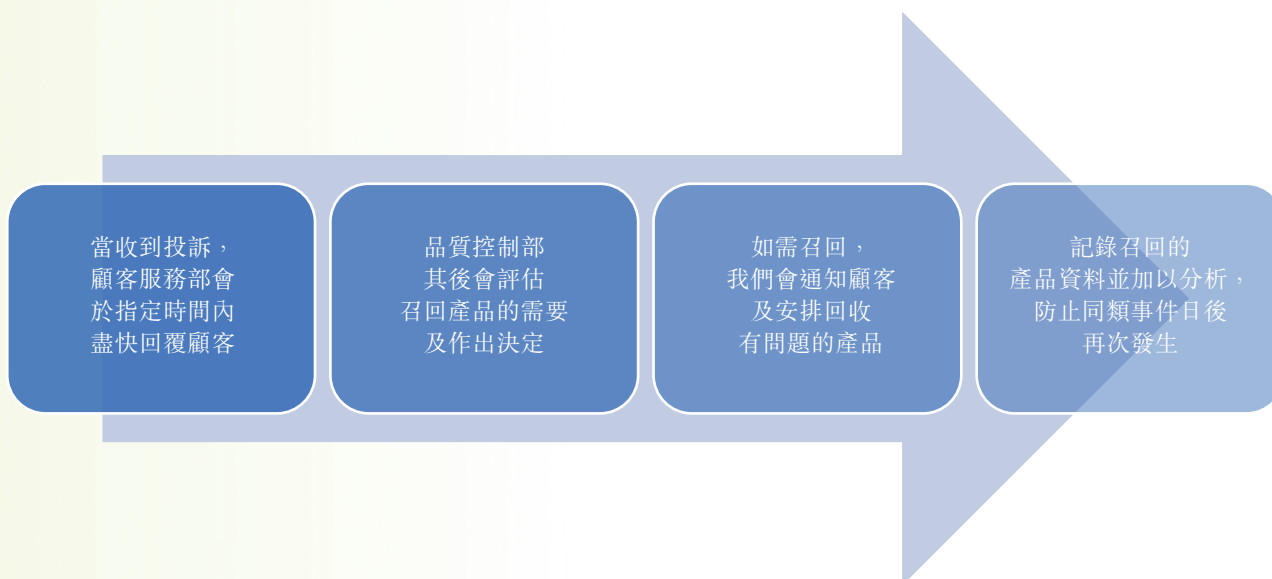 當收到投訴，
顧客服務部會
於指定時間內
盡快回覆顧客
品質控制部
其後會評估
召回產品的需要
及作出決定
如需召回，
我們會通知顧客
及安排回收
有問題的產品
記錄召回的
產品資料並加以分析，
防止同類事件日後
再次發生